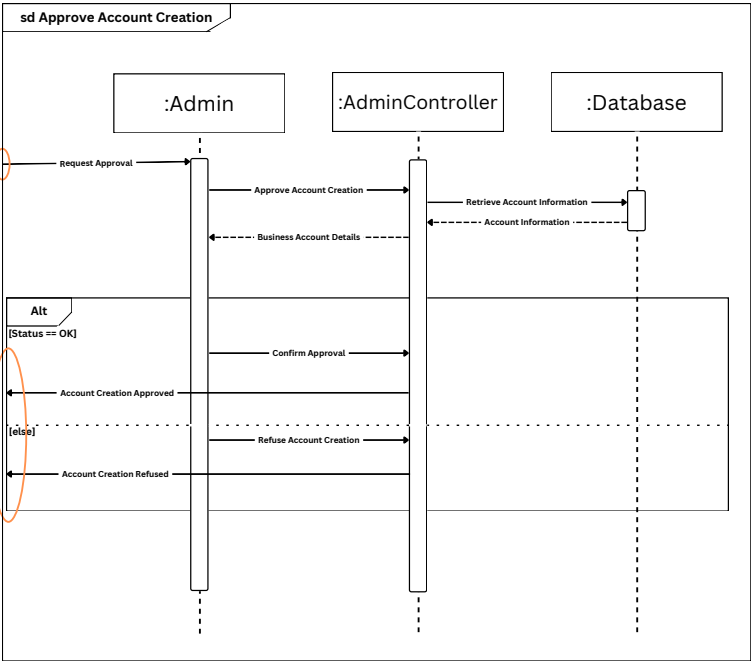 sd Approve Account Creation
:Admin
:AdminController
:Database
Request Approval
Approve Account Creation
Retrieve Account Information
Account Information
Business Account Details
Alt
[Status == OK]
Confirm Approval
Account Creation Approved
[else]
Refuse Account Creation
Account Creation Refused